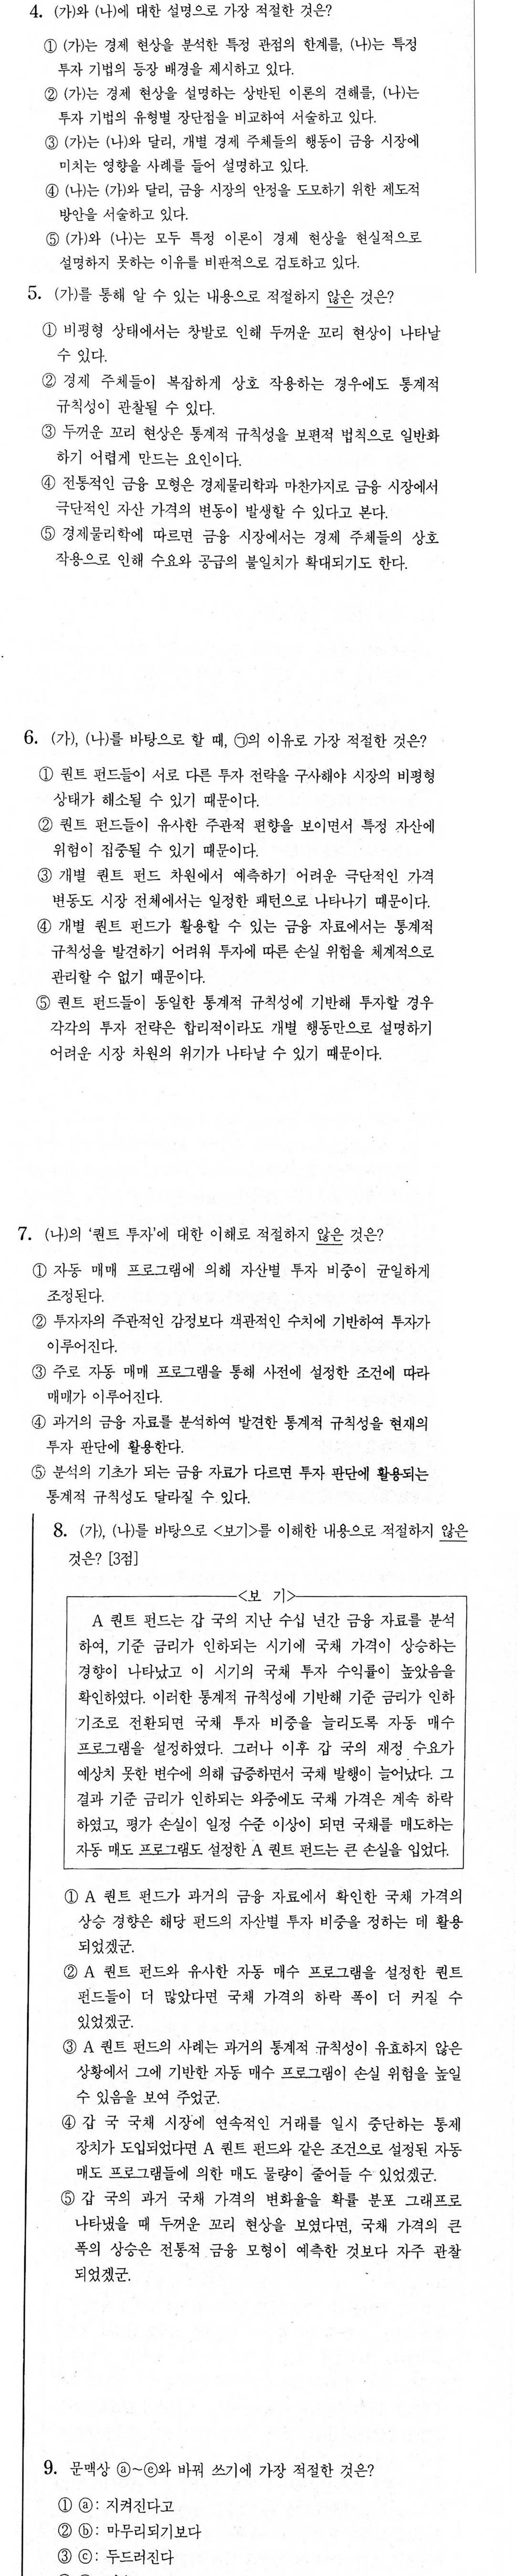 4. (가)와 (나)에 대한 설명으로 가장 적절한 것은?
① (가)는 경제 현상을 분석한 특정 관점의 한계를, (나)는 특정
투자 기법의 등장 배경을 제시하고 있다.
② (가)는 경제 현상을 설명하는 상반된 이론의 견해를, (나)는
투자 기법의 유형별 장단점을 비교하여 서술하고 있다.
③ (가)는 (나)와 달리, 개별 경제 주체들의 행동이 금융 시장에
미치는 영향을 사례를 들어 설명하고 있다.
④ (나)는 (가)와 달리, 금융 시장의 안정을 도모하기 위한 제도적
방안을 서술하고 있다.
⑤ (가)와 (나)는 모두 특정 이론이 경제 현상을 현실적으로
설명하지 못하는 이유를 비판적으로 검토하고 있다.
5. (가)를 통해 알 수 있는 내용으로 적절하지 않은 것은?
① 비평형 상태에서는 창발로 인해 두꺼운 꼬리 현상이 나타날
수 있다.
② 경제 주체들이 복잡하게 상호 작용하는 경우에도 통계적
규칙성이 관찰될 수 있다.
③ 두꺼운 꼬리 현상은 통계적 규칙성을 보편적 법칙으로 일반화
하기 어렵게 만드는 요인이다.
④ 전통적인 금융 모형은 경제물리학과 마찬가지로 금융 시장에서
극단적인 자산 가격의 변동이 발생할 수 있다고 본다.
⑤ 경제물리학에 따르면 금융 시장에서는 경제 주체들의 상호
작용으로 인해 수요와 공급의 불일치가 확대되기도 한다.
6. (가), (나)를 바탕으로 할 때, ㉠의 이유로 가장 적절한 것은?
① 퀀트 펀드들이 서로 다른 투자 전략을 구사해야 시장의 비평형
상태가 해소될 수 있기 때문이다.
② 퀀트 펀드들이 유사한 주관적 편향을 보이면서 특정 자산에
위험이 집중될 수 있기 때문이다.
③ 개별 퀀트 펀드 차원에서 예측하기 어려운 극단적인 가격
변동도 시장 전체에서는 일정한 패턴으로 나타나기 때문이다.
④ 개별 퀀트 펀드가 활용할 수 있는 금융 자료에서는 통계적
규칙성을 발견하기 어려워 투자에 따른 손실 위험을 체계적으로
관리할 수 없기 때문이다.
⑤ 퀀트 펀드들이 동일한 통계적 규칙성에 기반해 투자할 경우
각각의 투자 전략은 합리적이라도 개별 행동만으로 설명하기
어려운 시장 차원의 위기가 나타날 수 있기 때문이다.
7. (나)의 ‘퀀트 투자’에 대한 이해로 적절하지 않은 것은?
① 자동 매매 프로그램에 의해 자산별 투자 비중이 균일하게
조정된다.
② 투자자의 주관적인 감정보다 객관적인 수치에 기반하여 투자가
이루어진다.
③ 주로 자동 매매 프로그램을 통해 사전에 설정한 조건에 따라
매매가 이루어진다.
④ 과거의 금융 자료를 분석하여 발견한 통계적 규칙성을 현재의
투자 판단에 활용한다.
⑤ 분석의 기초가 되는 금융 자료가 다르면 투자 판단에 활용되는
통계적 규칙성도 달라질 수 있다.
8. (가), (나)를 바탕으로 <보기>를 이해한 내용으로 적절하지 않은
것은? [3점]
<보 기>
A 퀀트 펀드는 갑 국의 지난 수십 년간 금융 자료를 분석
하여, 기준 금리가 인하되는 시기에 국채 가격이 상승하는
경향이 나타났고 이 시기의 국채 투자 수익률이 높았음을
확인하였다. 이러한 통계적 규칙성에 기반해 기준 금리가 인하
기조로 전환되면 국채 투자 비중을 늘리도록 자동 매수
프로그램을 설정하였다. 그러나 이후 갑 국의 재정 수요가
예상치 못한 변수에 의해 급증하면서 국채 발행이 늘어났다. 그
결과 기준 금리가 인하되는 와중에도 국채 가격은 계속 하락
하였고, 평가 손실이 일정 수준 이상이 되면 국채를 매도하는
자동 매도 프로그램도 설정한 A 퀀트 펀드는 큰 손실을 입었다.
① A 퀀트 펀드가 과거의 금융 자료에서 확인한 국채 가격의
상승 경향은 해당 펀드의 자산별 투자 비중을 정하는 데 활용
되었겠군.
② A 퀀트 펀드와 유사한 자동 매수 프로그램을 설정한 퀀트
펀드들이 더 많았다면 국채 가격의 하락 폭이 더 커질 수
있었겠군.
③ A 퀀트 펀드의 사례는 과거의 통계적 규칙성이 유효하지 않은
상황에서 그에 기반한 자동 매수 프로그램이 손실 위험을 높일
수 있음을 보여 주었군.
④ 갑 국 국채 시장에 연속적인 거래를 일시 중단하는 통제
장치가 도입되었다면 A 퀀트 펀드와 같은 조건으로 설정된 자동
매도 프로그램들에 의한 매도 물량이 줄어들 수 있었겠군.
⑤ 갑 국의 과거 국채 가격의 변화율을 확률 분포 그래프로
나타냈을 때 두꺼운 꼬리 현상을 보였다면, 국채 가격의 큰
폭의 상승은 전통적 금융 모형이 예측한 것보다 자주 관찰
되었겠군.
9. 문맥상 ⓐ~ⓔ와 바꿔 쓰기에 가장 적절한 것은?
① ⓐ: 지켜진다고
② ⓑ: 마무리되기보다
③ ⓒ: 두드러진다